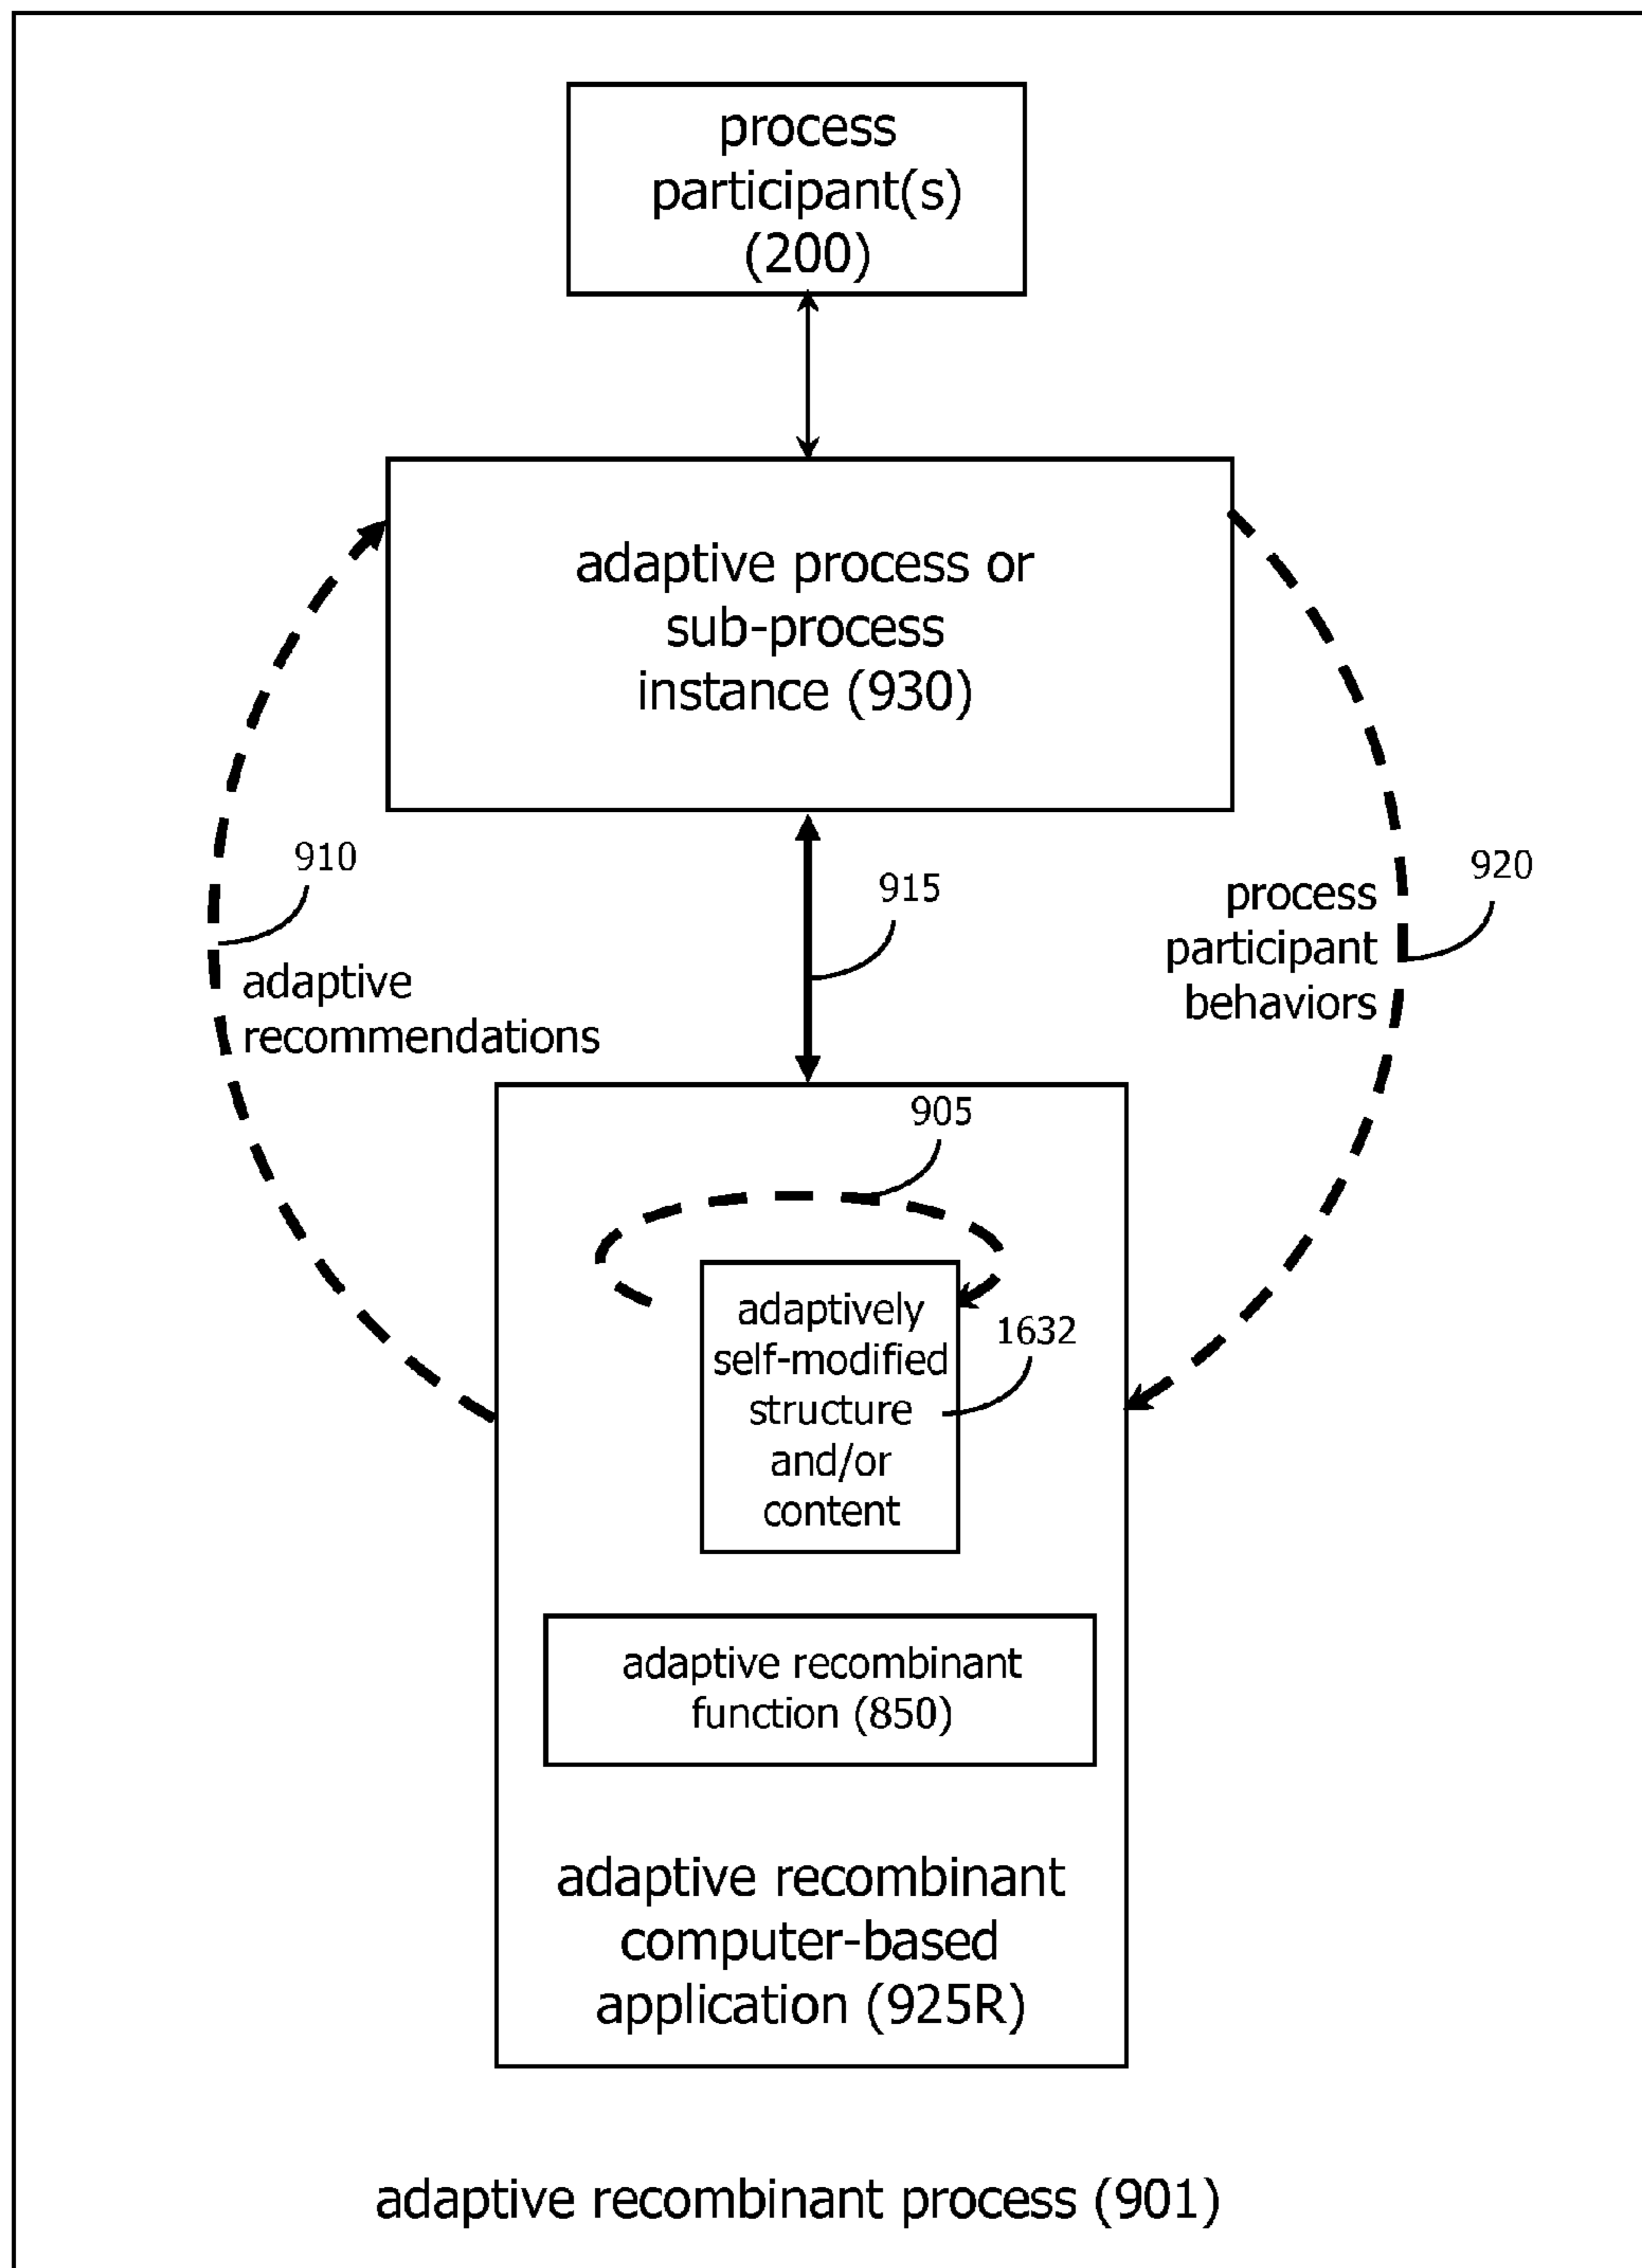 process
participant(s)
(200)
adaptive process or
sub-process
instance (930)
910
adaptive
recommendations
915
process
participant
behaviors
920
905
adaptively
self-modified
structure
and/or
content
1632
adaptive recombinant
function (850)
adaptive recombinant
computer-based
application (925R)
adaptive recombinant process (901)